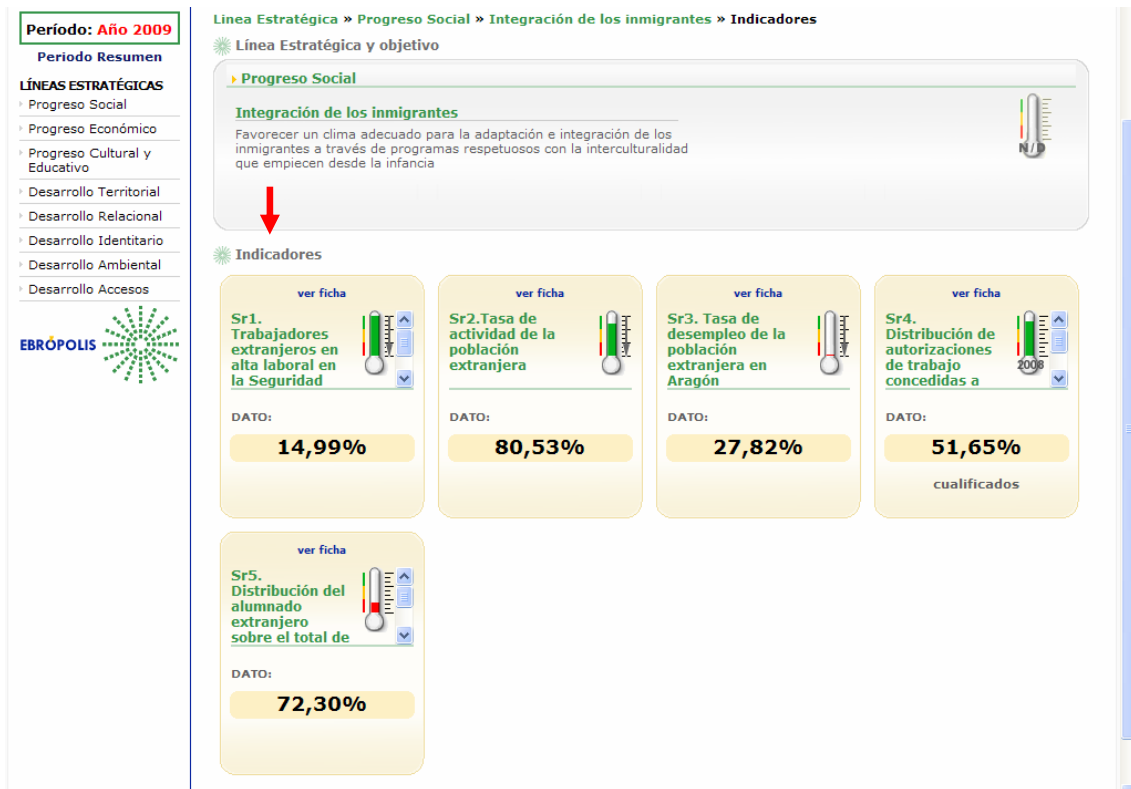 Período: Año 2009
Periodo Resumen
LÍNEAS ESTRATÉGICAS
Progreso Social
Progreso Económico
Progreso Cultural y
Educativo
Desarrollo Territorial
Desarrollo Relacional
Desarrollo Identitario
Desarrollo Ambiental
Desarrollo Accesos
EBRÓPOLIS
Linea Estratégica » Progreso Social » Integración de los inmigrantes » Indicadores
Línea Estratégica y objetivo
Progreso Social
Integración de los inmigrantes
Favorecer un clima adecuado para la adaptación e integración de los
inmigrantes a través de programas respetuosos con la interculturalidad
que empiecen desde la infancia
N/D
Indicadores
ver ficha
Sr1.
Trabajadores
extranjeros en
alta laboral en
la Seguridad
DATO:
14,99%
ver ficha
Sr2.Tasa de
actividad de la
población
extranjera
DATO:
80,53%
ver ficha
Sr3. Tasa de
desempleo de la
población
extranjera en
Aragón
DATO:
27,82%
ver ficha
Sr4.
Distribución de
autorizaciones
de trabajo
concedidas a
2008
DATO:
51,65%
cualificados
ver ficha
Sr5.
Distribución del
alumnado
extranjero
sobre el total de
DATO:
72,30%